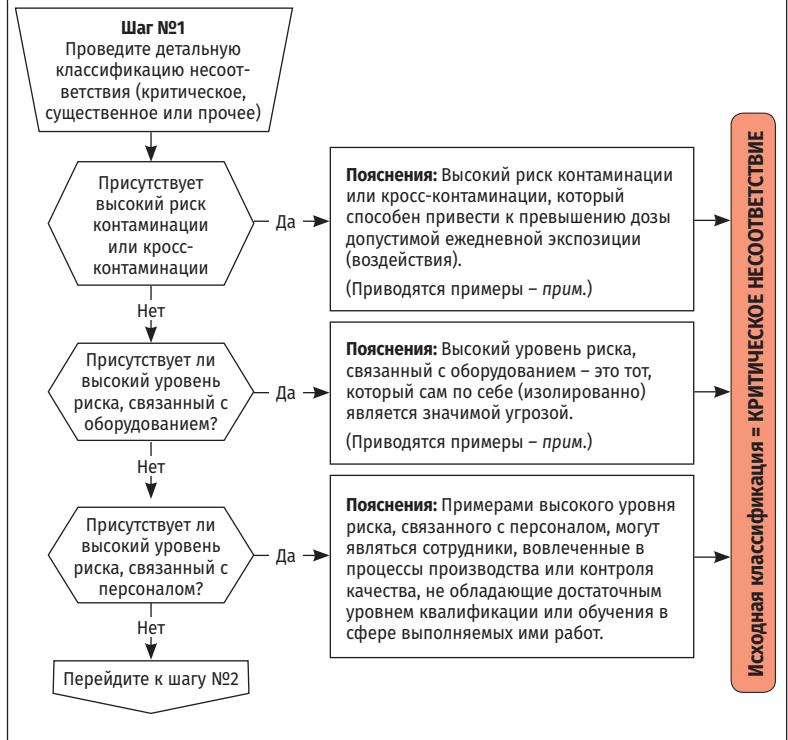 Шаг №1
Проведите детальную
классификацию несоот-
ветствия (критическое,
существенное или прочее)
Присутствует
высокий риск
контаминации
или кросс-
контаминации
Да
Пояснения: Высокий риск контаминации
или кросс-контаминации, который
способен привести к превышению дозы
допустимой ежедневной экспозиции
(воздействия).
(Приводятся примеры – прим.)
Нет
Присутствует ли
высокий уровень
риска, связанный с
оборудованием?
Да
Пояснения: Высокий уровень риска,
связанный с оборудованием – это тот,
который сам по себе (изолированно)
является значимой угрозой.
(Приводятся примеры – прим.)
Нет
Присутствует ли
высокий уровень
риска, связанный с
персоналом?
Да
Пояснения: Примерами высокого уровня
риска, связанного с персоналом, могут
являться сотрудники, вовлеченные в
процессы производства или контроля
качества, не обладающие достаточным
уровнем квалификации или обучения в
сфере выполняемых ими работ.
Нет
Перейдите к шагу №2
Исходная классификация = КРИТИЧЕСКОЕ НЕСООТВЕТСТВИЕ